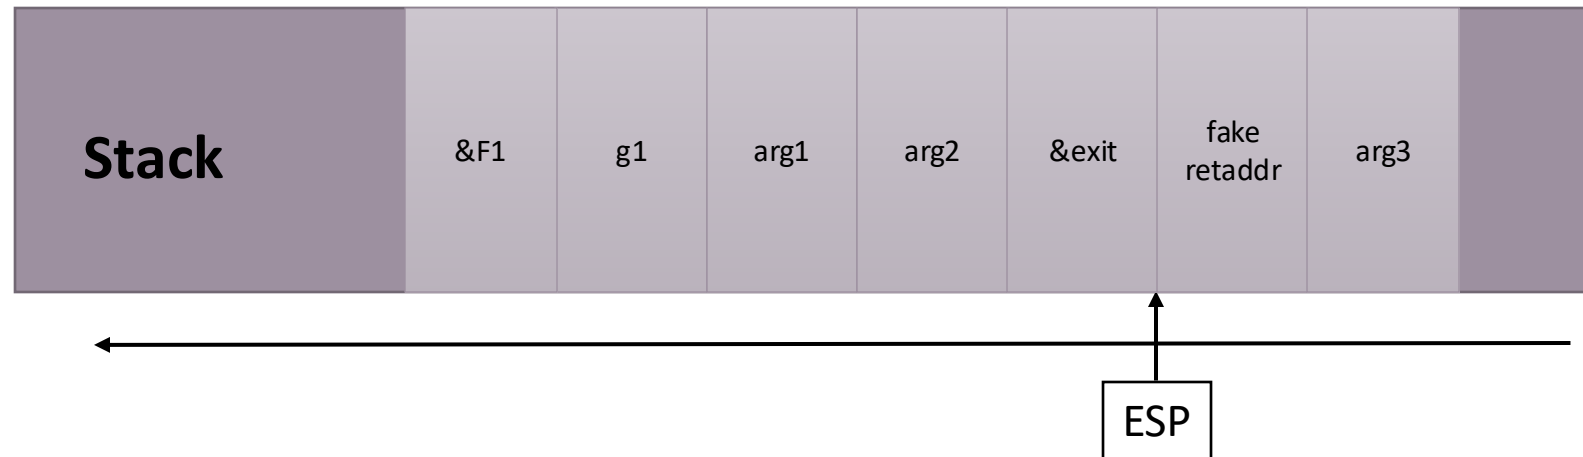 Stack
&F1
g1
arg1
arg2
&exit
fake
retaddr
arg3
ESP